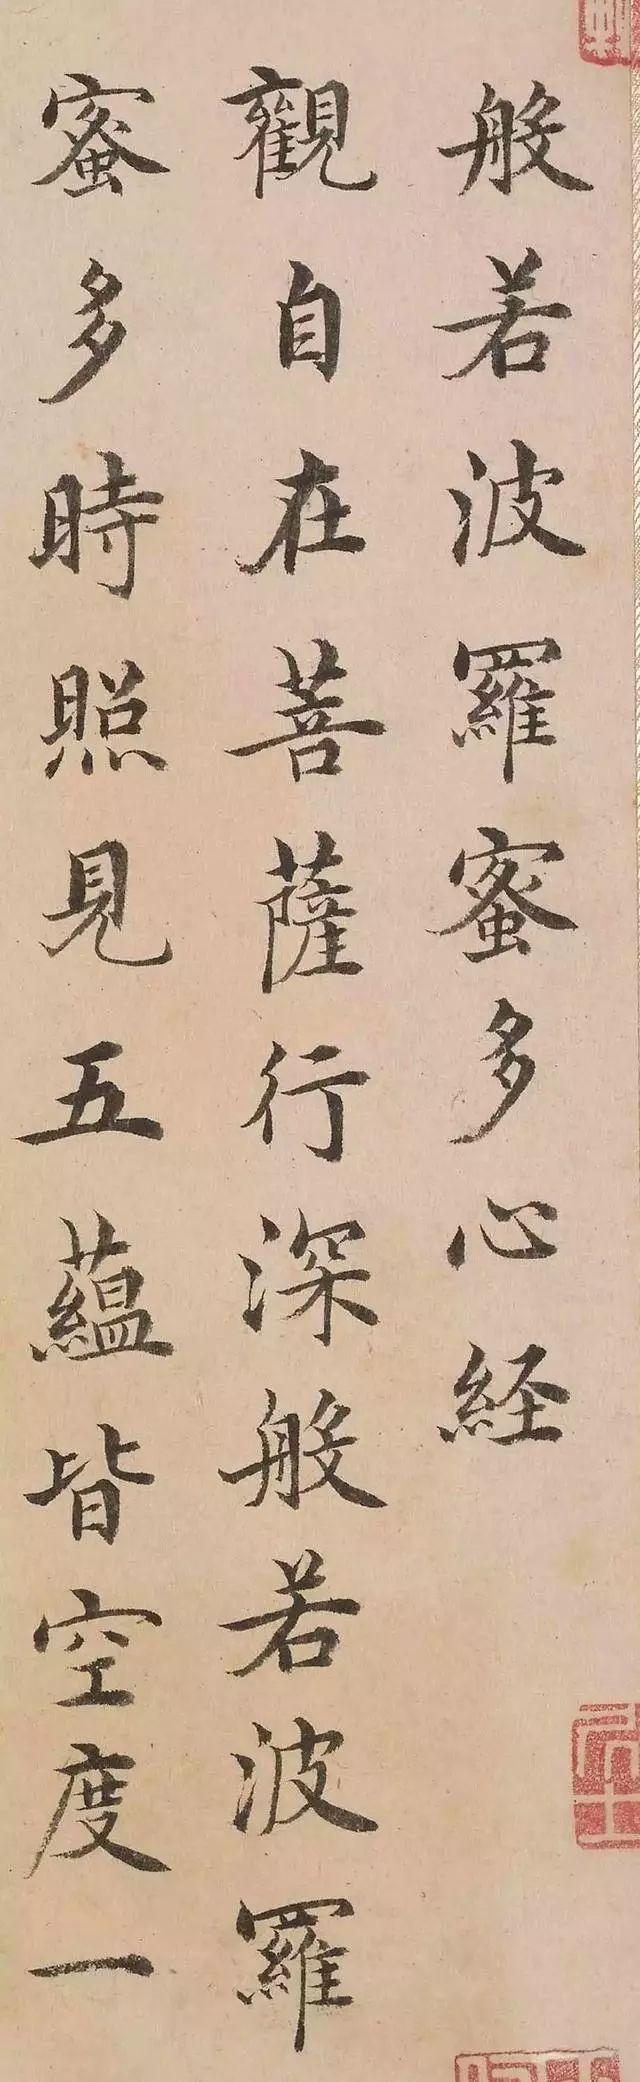 般若波羅蜜多心経
觀自在菩薩行深般若波羅
蜜多時照見五蘊皆空度一